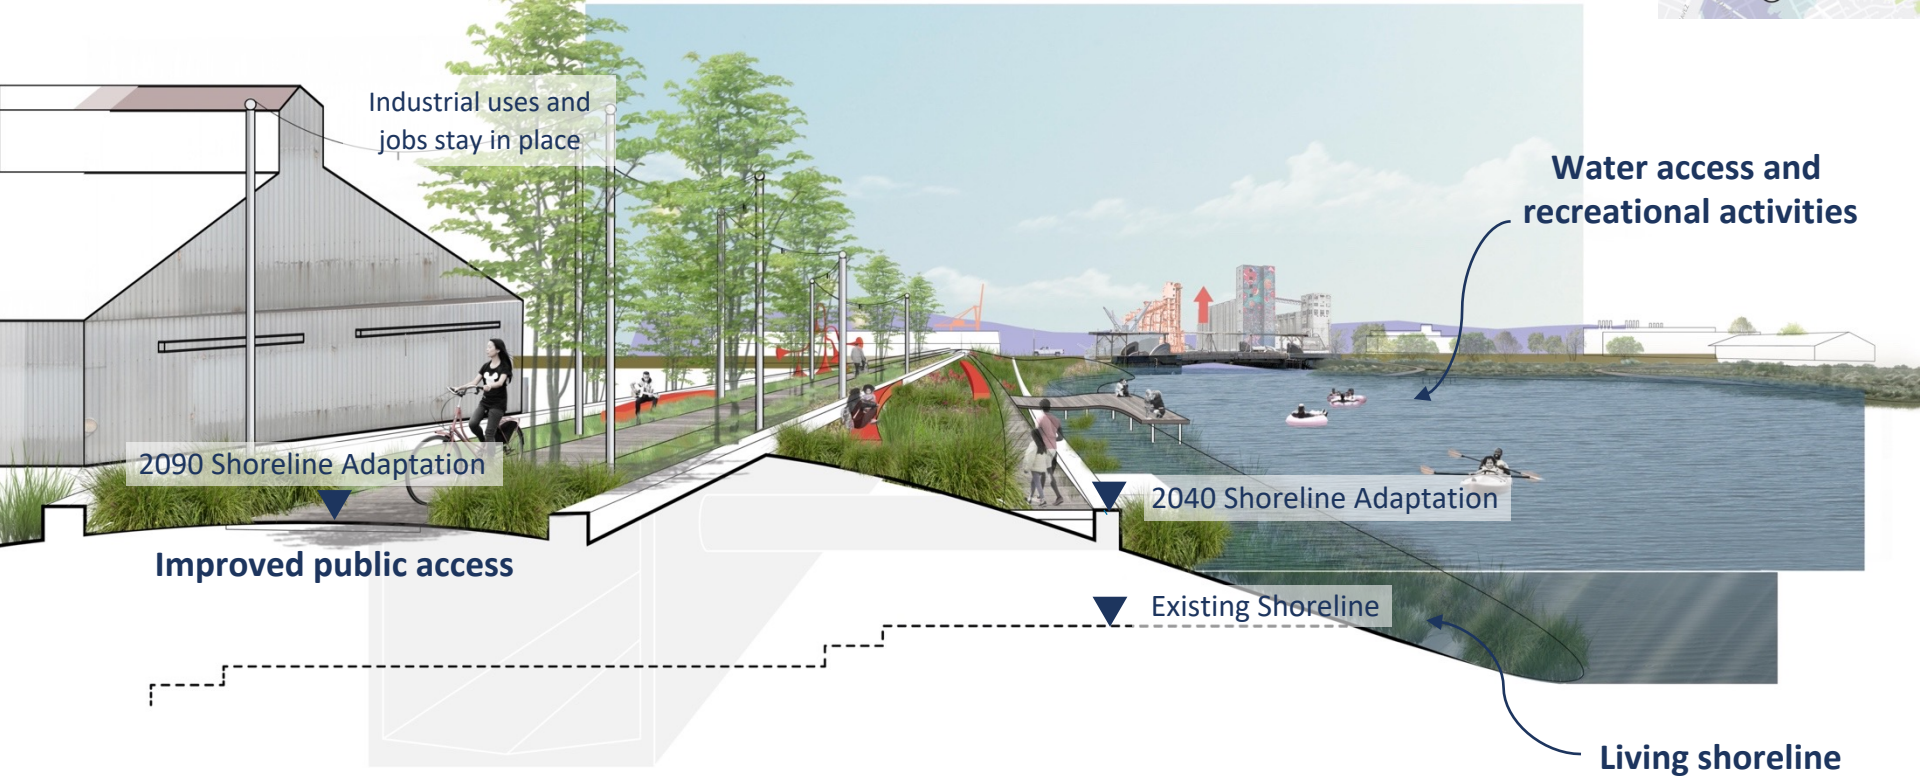 Industrial uses and
jobs stay in place
Water access and
recreational activities
2090 Shoreline Adaptation
2040 Shoreline Adaptation
Improved public access
Existing Shoreline
Living shoreline